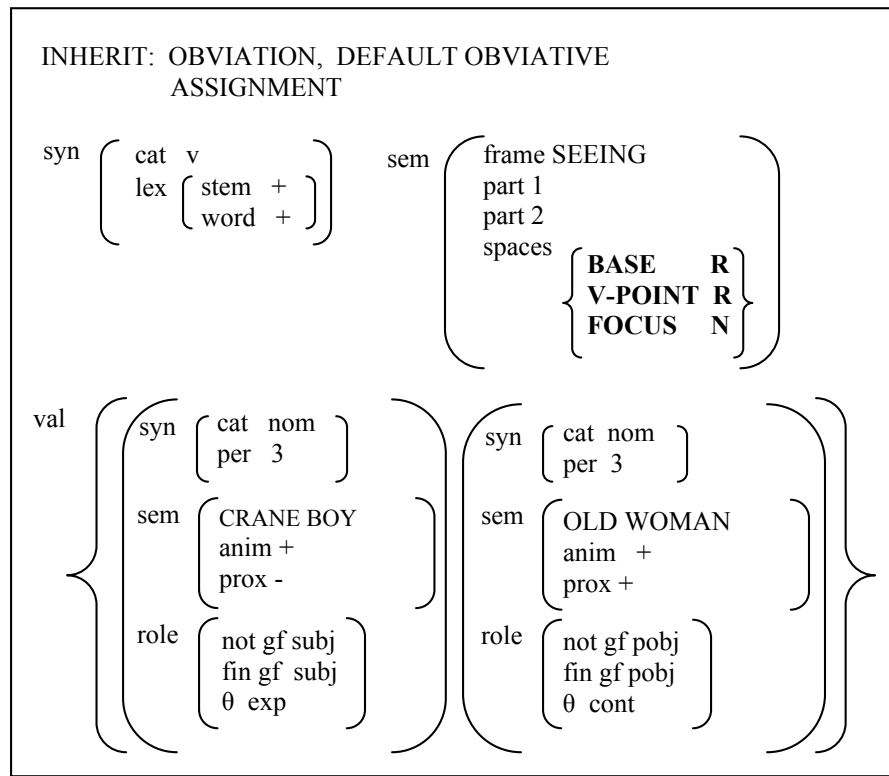 INHERIT: OBVIATION, DEFAULT OBVIATIVE
ASSIGNMENT
syn
cat v
lex
stem +
word +
sem
frame SEEING
part 1
part 2
spaces
BASE R
V-POINT R
FOCUS N
val
syn
cat nom
per 3
sem
CRANE BOY
anim +
prox -
role
not gf subj
fin gf subj
θ exp
syn
cat nom
per 3
sem
OLD WOMAN
anim +
prox +
role
not gf pobj
fin gf pobj
θ cont